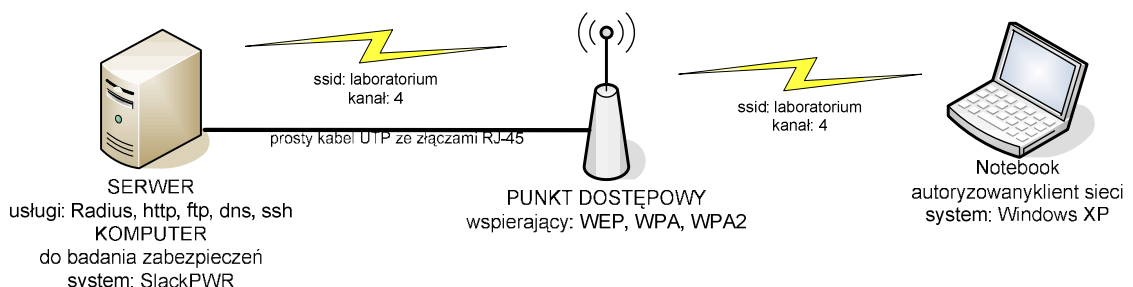 ssid: laboratorium
kanał: 4
ssid: laboratorium
kanał: 4
prosty kabel UTP ze złączami RJ-45
SERWER
usługi: Radius, http, ftp, dns, ssh
KOMPUTER
do badania zabezpieczeń
system: SlackPWR
PUNKT DOSTĘPOWY
wspierający: WEP, WPA, WPA2
Notebook
autoryzowanyklient sieci
system: Windows XP